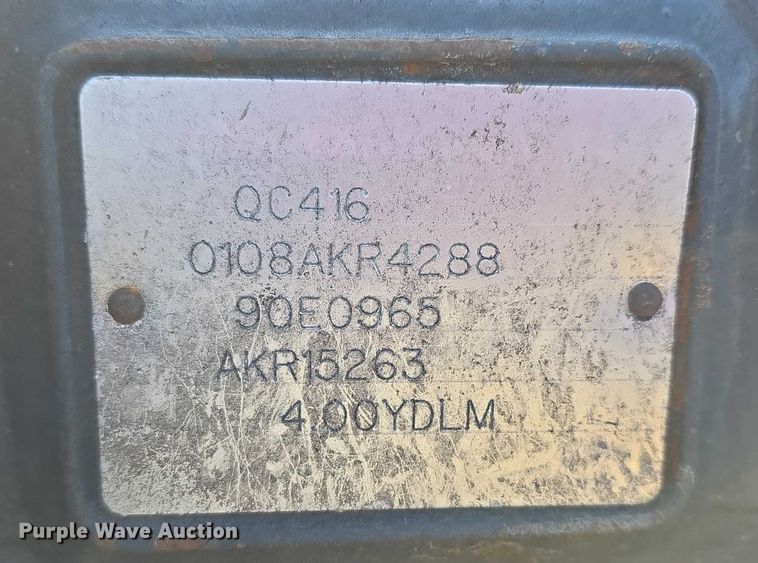 QC416
0108AKR4288
90E0965
AKR15263
4.00YDLM
Purple Wave Auction